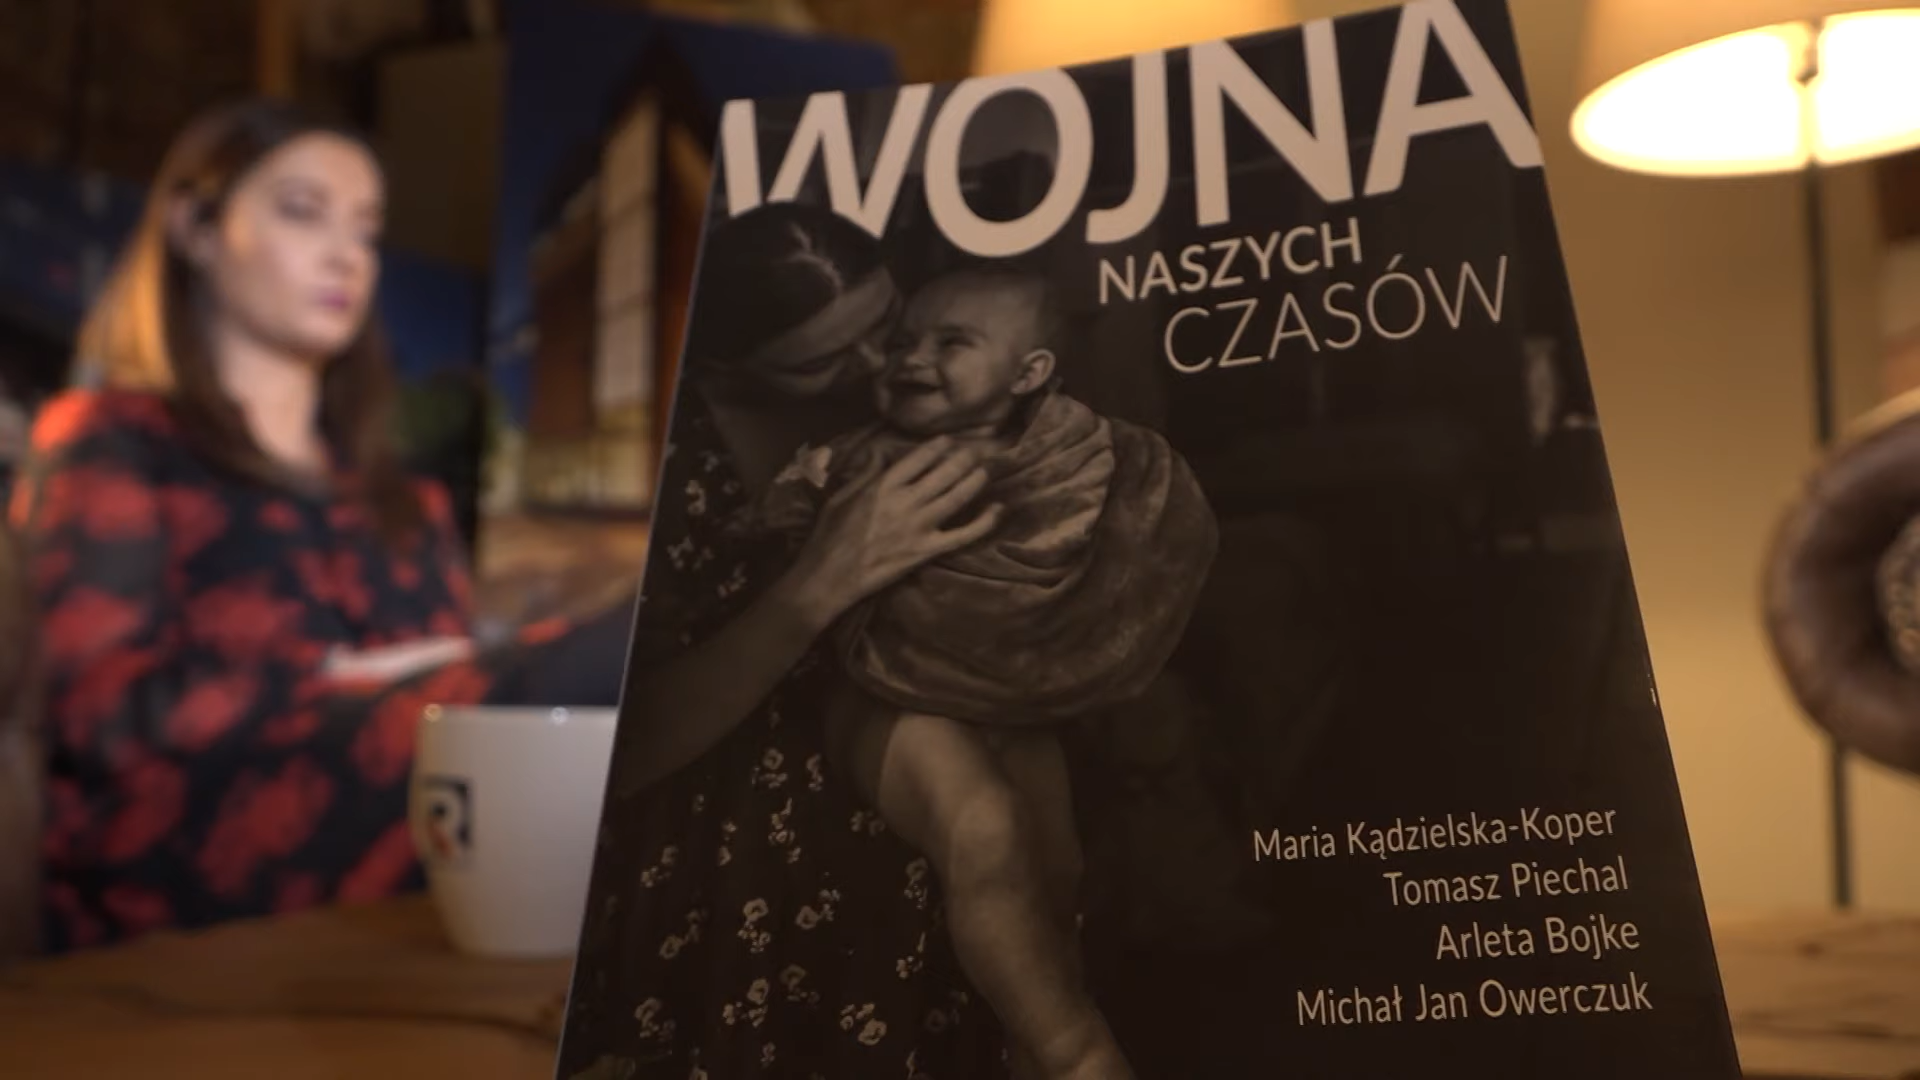 WOJNA
NASZYCH
CZASÓW
Maria Kądzielska-Koper
Tomasz Piechal
Arleta Bojke
Michał Jan Owerczuk
R